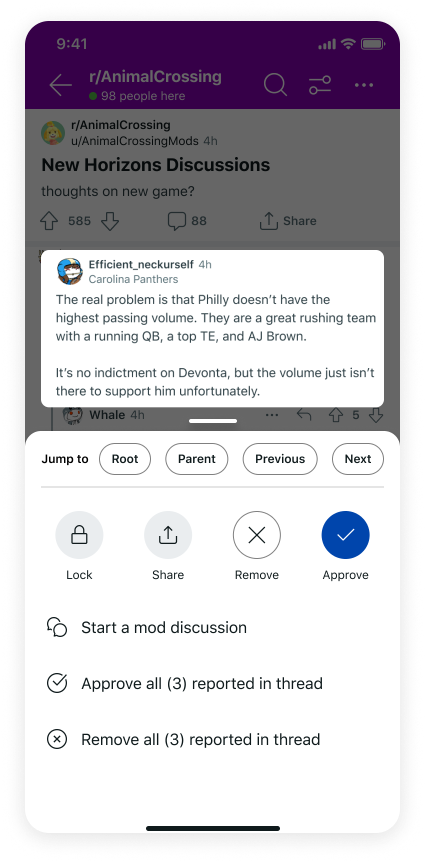 9:41
r/AnimalCrossing
98 people here
r/AnimalCrossing
u/AnimalCrossingMods 4h
New Horizons Discussions
thoughts on new game?
585
88
Share
Efficient_neckurself 4h
Carolina Panthers
The real problem is that Philly doesn’t have the
highest passing volume. They are a great rushing team
with a running QB, a top TE, and AJ Brown.
It’s no indictment on Devonta, but the volume just isn’t
there to support him unfortunately.
Whale 4h
5
Jump to
Root
Parent
Previous
Next
Lock
Share
Remove
Approve
Start a mod discussion
Approve all (3) reported in thread
Remove all (3) reported in thread